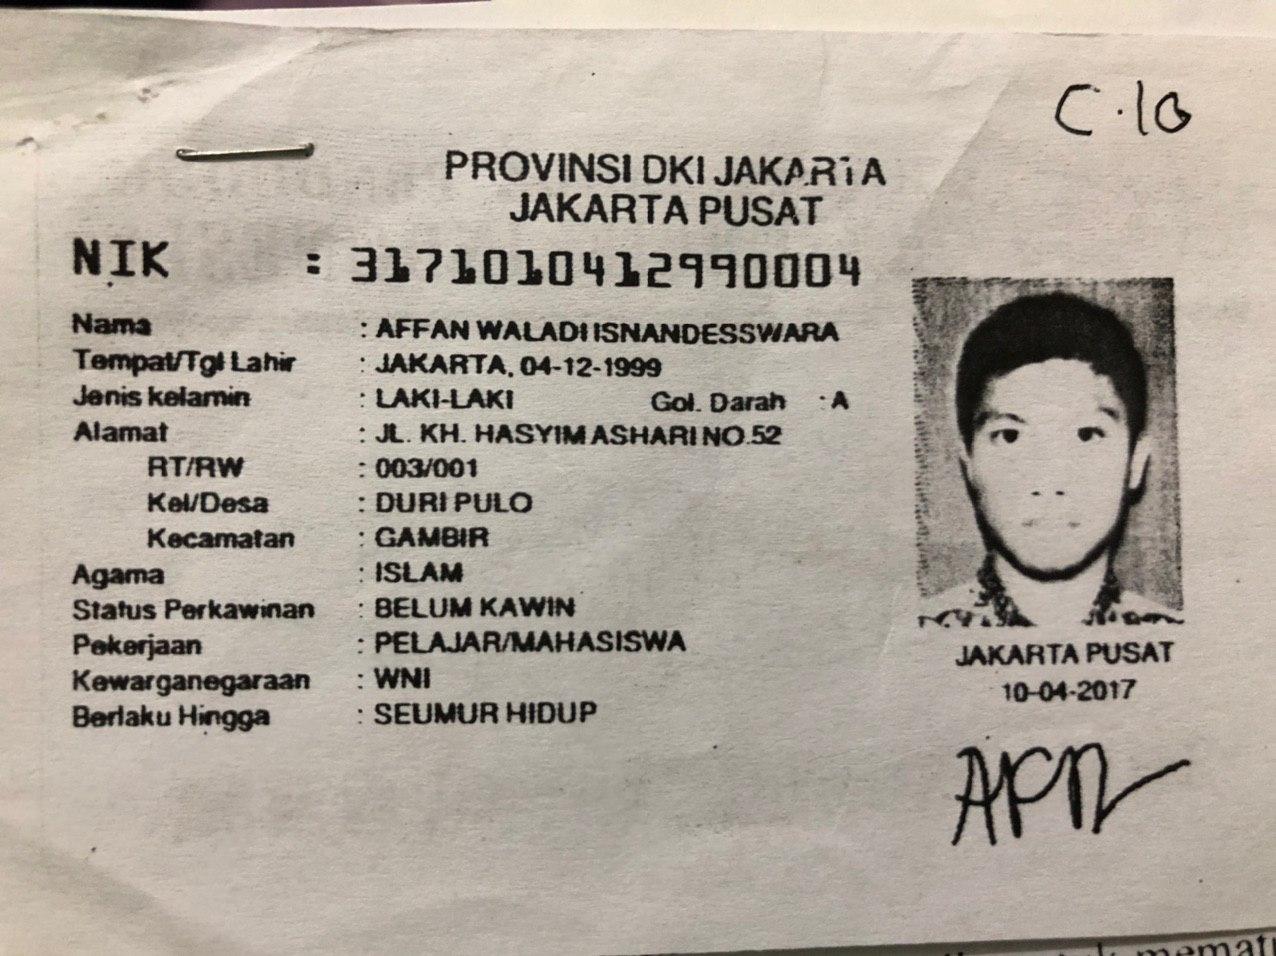 C.10
PROVINSI DKI JAKARTA
JAKARTA PUSAT
NIK : 3171010412990004
Nama : AFFAN WALADI ISNANDESSWARA
Tempat/Tgl Lahir : JAKARTA, 04-12-1999
Jenis kelamin : LAKI-LAKI Gol. Darah : A
Alamat : JL. KH. HASYIM ASHARI NO.52
RT/RW : 003/001
Kel/Desa : DURI PULO
Kecamatan : GAMBIR
Agama : ISLAM
Status Perkawinan : BELUM KAWIN
Pekerjaan : PELAJAR/MAHASISWA
Kewarganegaraan : WNI
Berlaku Hingga : SEUMUR HIDUP
JAKARTA PUSAT
10-04-2017